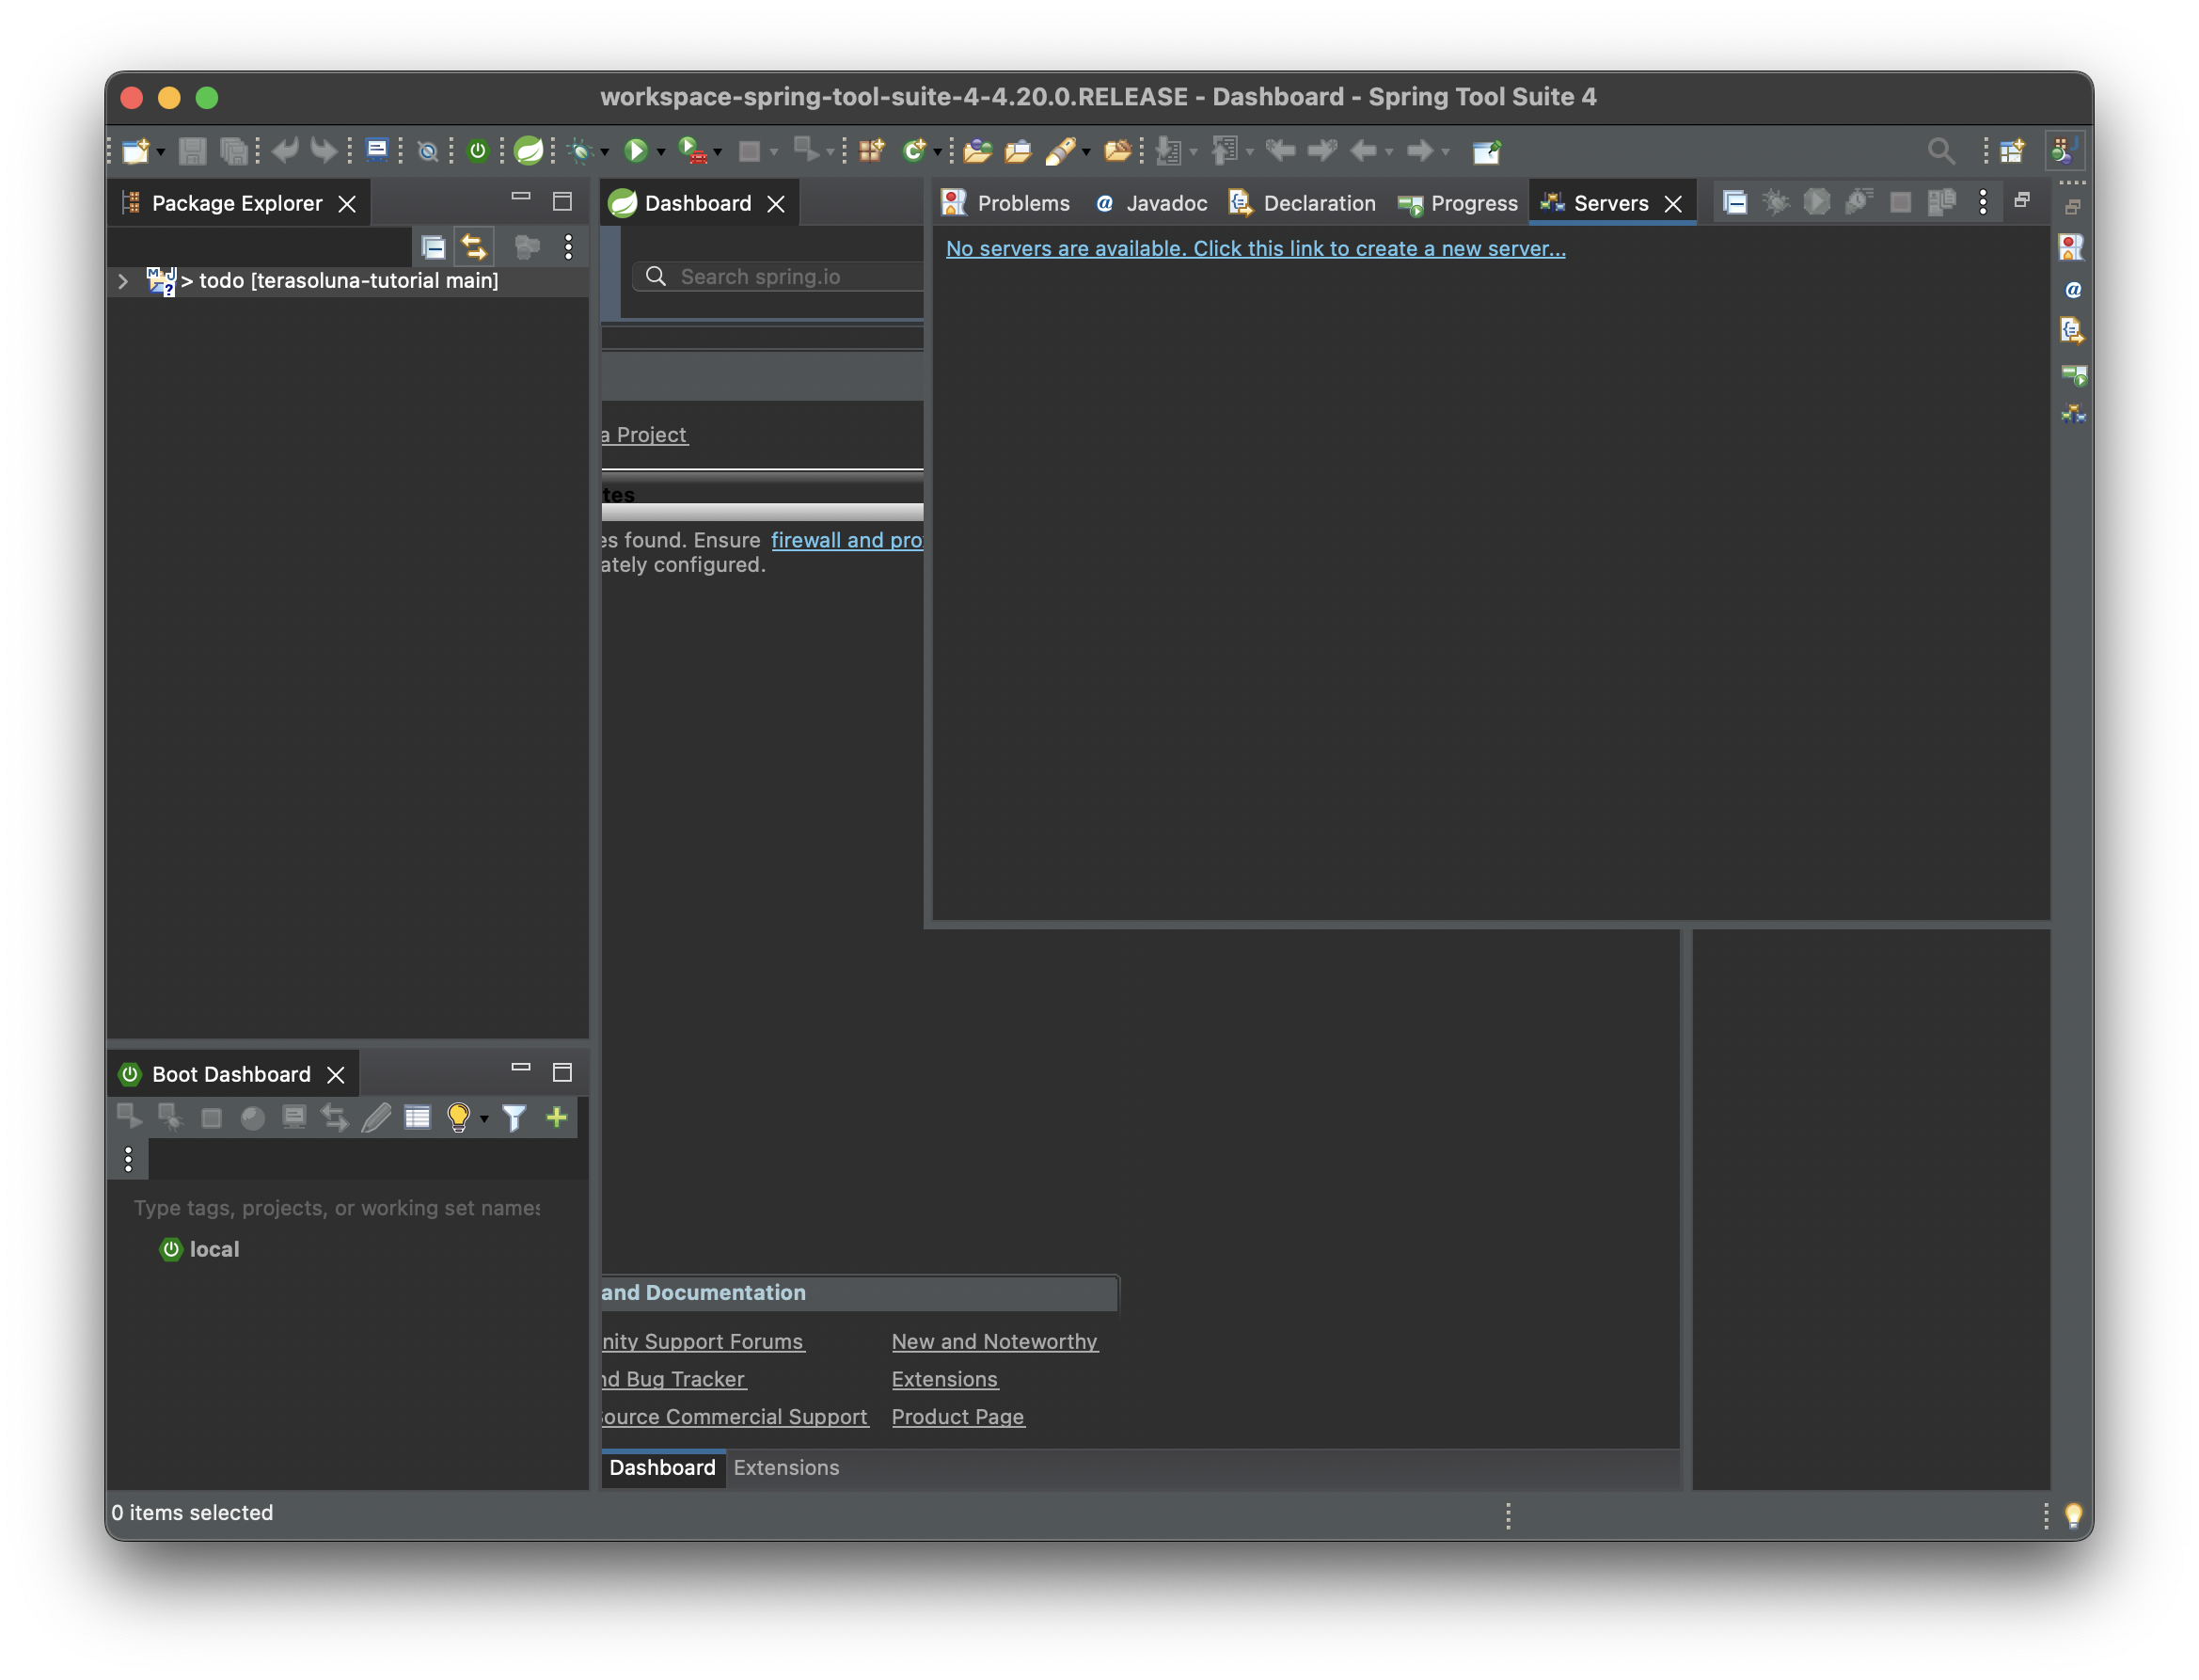 workspace-spring-tool-suite-4-4.20.0.RELEASE - Dashboard - Spring Tool Suite 4
Package Explorer
> todo [terasoluna-tutorial main]
Dashboard
Search spring.io
a Project
tes
es found. Ensure firewall and pro
ately configured.
Problems
Javadoc
Declaration
Progress
Servers
No servers are available. Click this link to create a new server...
Boot Dashboard
Type tags, projects, or working set names
local
and Documentation
nity Support Forums
New and Noteworthy
nd Bug Tracker
Extensions
ource Commercial Support
Product Page
Dashboard
Extensions
0 items selected